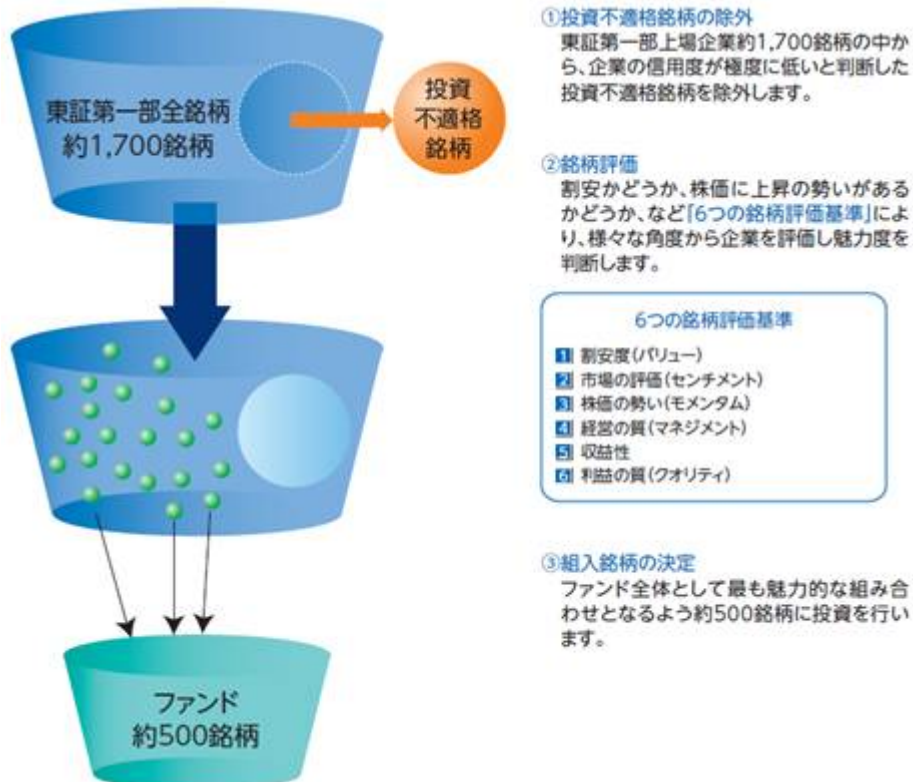 東証第一部全銘柄
約1,700銘柄
投資
不適格
銘柄
①投資不適格銘柄の除外
東証第一部上場企業約1,700銘柄の中か
ら、企業の信用度が極度に低いと判断した
投資不適格銘柄を除外します。
②銘柄評価
割安かどうか、株価に上昇の勢いがある
かどうか、など「6つの銘柄評価基準」によ
り、様々な角度から企業を評価し魅力度を
判断します。
6つの銘柄評価基準
1 割安度(バリュー)
2 市場の評価(センチメント)
3 株価の勢い(モメンタム)
4 経営の質(マネジメント)
5 収益性
6 利益の質(クオリティ)
③組入銘柄の決定
ファンド全体として最も魅力的な組み合
わせとなるよう約500銘柄に投資を行い
ます。
ファンド
約500銘柄